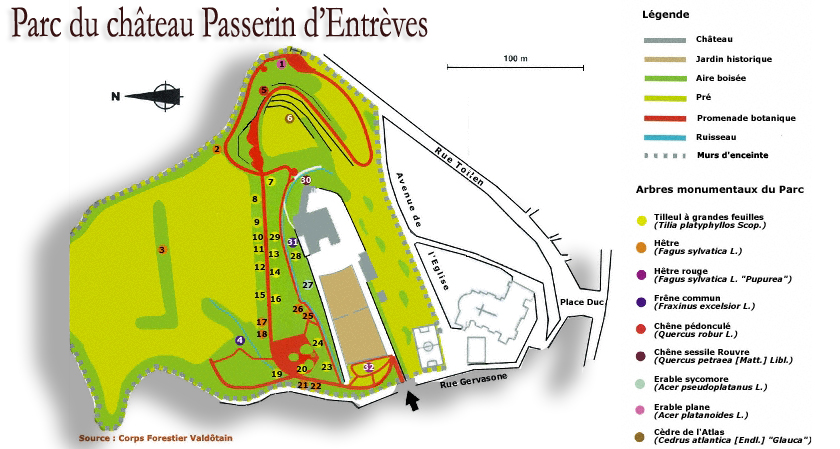 Parc du château Passerin d'Entrèves
N
100 m
Rue Tollen
Avenue de
l'Eglise
Place Duc
Rue Gervasone
1
2
3
4
5
6
7
8
9
10
11
12
13
14
15
16
17
18
19
20
21
22
23
24
25
26
27
28
29
30
31
32
Source : Corps Forestier Valdôtain
Légende
Château
Jardin historique
Aire boisée
Pré
Promenade botanique
Ruisseau
Murs d'enceinte
Arbres monumentaux du Parc
Tilleul à grandes feuilles
(Tilia platyphyllos Scop.)
Hêtre
(Fagus sylvatica L.)
Hêtre rouge
(Fagus sylvatica L. "Pupurea")
Frêne commun
(Fraxinus excelsior L.)
Chêne pédonculé
(Quercus robur L.)
Chêne sessile Rouvre
(Quercus petraea [Matt.] Libl.)
Erable sycomore
(Acer pseudoplatanus L.)
Erable plane
(Acer platanoides L.)
Cèdre de l'Atlas
(Cedrus atlantica [Endl.] "Glauca")